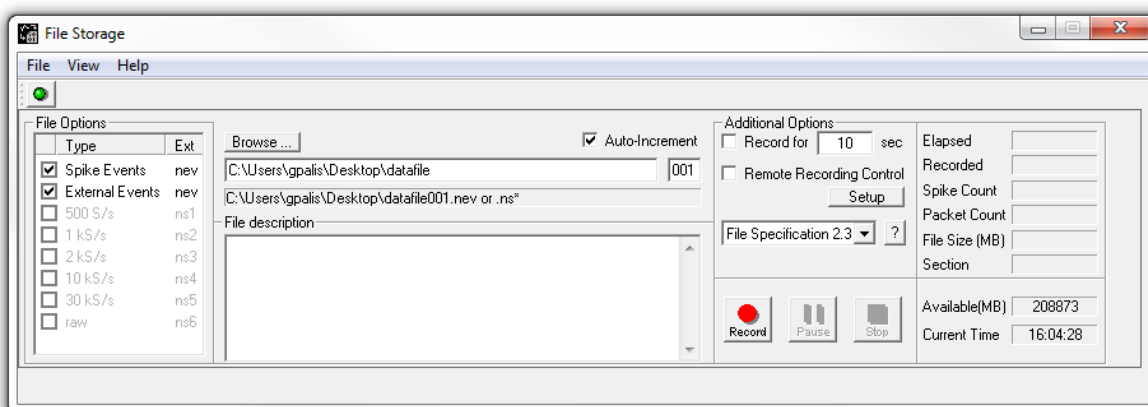 File Storage
File View Help
File Options
Type Ext
Spike Events nev
External Events nev
500 S/s ns1
1 kS/s ns2
2 kS/s ns3
10 kS/s ns4
30 kS/s ns5
raw ns6
Browse ...
Auto-Increment
C:\Users\gpalis\Desktop\datafile 001
C:\Users\gpalis\Desktop\datafile001.nev or .ns*
File description
Additional Options
Record for 10 sec
Remote Recording Control
Setup
File Specification 2.3 ?
Record Pause Stop
Elapsed
Recorded
Spike Count
Packet Count
File Size (MB)
Section
Available(MB) 208873
Current Time 16:04:28